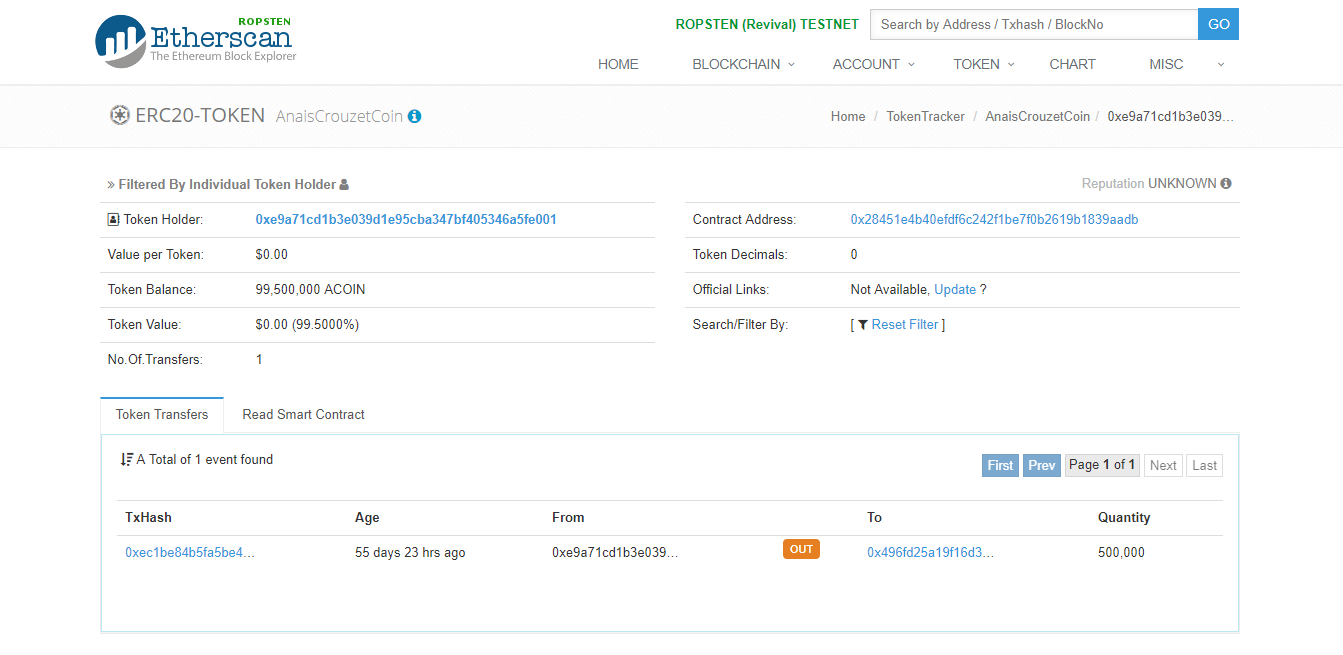 ROPSTEN
Etherscan
The Ethereum Block Explorer
ROPSTEN (Revival) TESTNET
Search by Address / Txhash / BlockNo
GO
HOME BLOCKCHAIN ACCOUNT TOKEN CHART MISC
ERC20-TOKEN AnaisCrouzetCoin
Home / TokenTracker / AnaisCrouzetCoin / 0xe9a71cd1b3e039...
» Filtered By Individual Token Holder
Reputation UNKNOWN
Token Holder: 0xe9a71cd1b3e039d1e95cba347bf405346a5fe001
Value per Token: $0.00
Token Balance: 99,500,000 ACOIN
Token Value: $0.00 (99.5000%)
No.Of.Transfers: 1
Contract Address: 0x28451e4b40efdf6c242f1be7f0b2619b1839aadb
Token Decimals: 0
Official Links: Not Available, Update ?
Search/Filter By: [ Reset Filter ]
Token Transfers Read Smart Contract
A Total of 1 event found
First Prev Page 1 of 1 Next Last
TxHash Age From To Quantity
0xec1be84b5fa5be4... 55 days 23 hrs ago 0xe9a71cd1b3e039... OUT 0x496fd25a19f16d3... 500,000